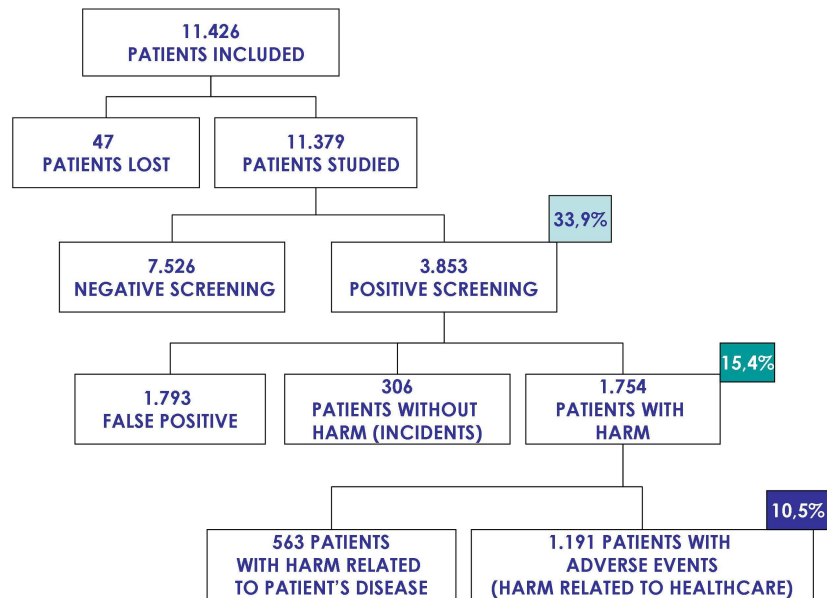 11.426
PATIENTS INCLUDED
47
PATIENTS LOST
11.379
PATIENTS STUDIED
33,9%
7.526
NEGATIVE SCREENING
3.853
POSITIVE SCREENING
15,4%
1.793
FALSE POSITIVE
306
PATIENTS WITHOUT
HARM (INCIDENTS)
1.754
PATIENTS WITH
HARM
10,5%
563 PATIENTS
WITH HARM RELATED
TO PATIENT'S DISEASE
1.191 PATIENTS WITH
ADVERSE EVENTS
(HARM RELATED TO HEALTHCARE)